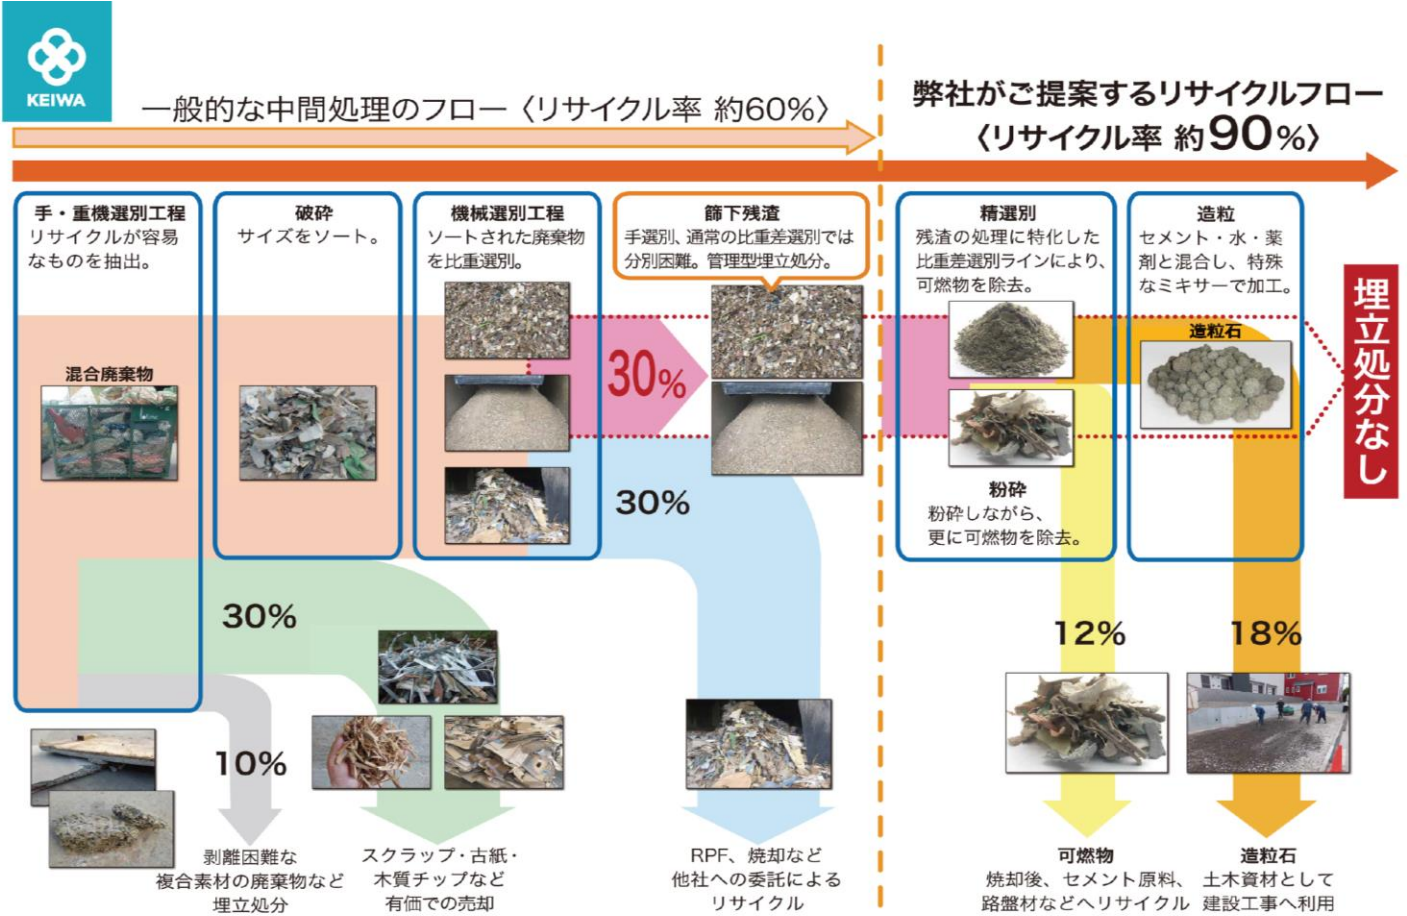 KEIWA
一般的な中間処理のフロー〈リサイクル率 約60%〉
弊社がご提案するリサイクルフロー
〈リサイクル率 約90%〉
手・重機選別工程
リサイクルが容易
なものを抽出。
破砕
サイズをソート。
機械選別工程
ソートされた廃棄物
を比重選別。
篩下残渣
手選別、通常の比重差選別では
分別困難。管理型埋立処分。
精選別
残渣の処理に特化した
比重差選別ラインにより、
可燃物を除去。
造粒
セメント・水・薬
剤と混合し、特殊
なミキサーで加工。
埋立処分なし
混合廃棄物
30%
造粒石
30%
粉砕
粉砕しながら、
更に可燃物を除去。
30%
12%
18%
10%
剥離困難な
複合素材の廃棄物など
埋立処分
スクラップ・古紙・
木質チップなど
有価での売却
RPF、焼却など
他社への委託による
リサイクル
可燃物
焼却後、セメント原料、
路盤材などへリサイクル
造粒石
土木資材として
建設工事へ利用